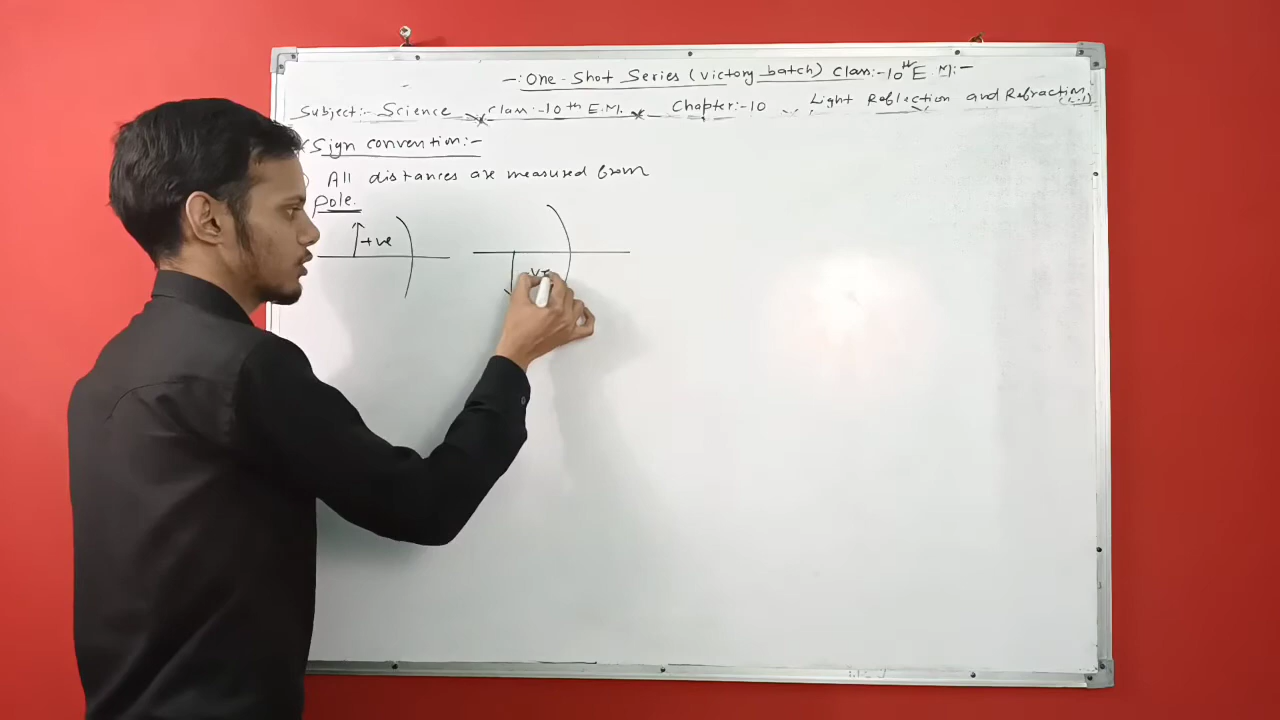 -: One-Shot Series (Victory batch) Class:-10th E.M:-
Subject:- Science Class:-10th E.M. Chapter:-10 Light Reflection and Refraction
(L-1)
Sign convention:-
) All distances are measured from
pole.
+ve